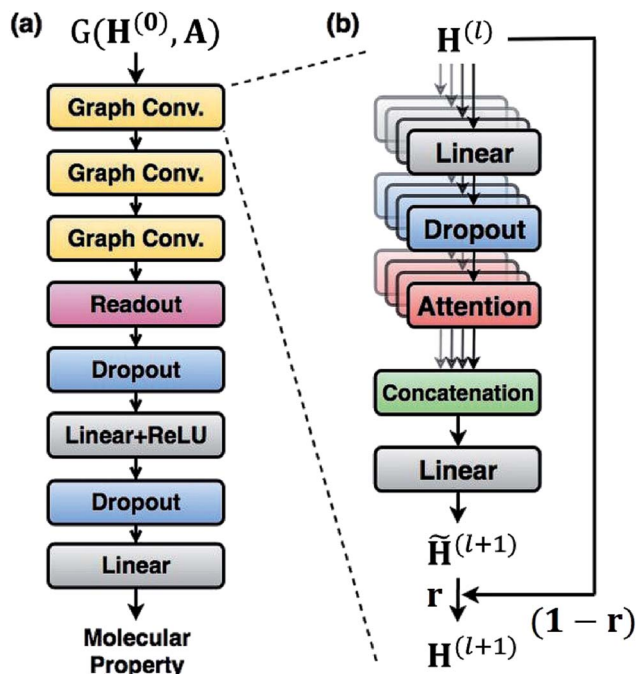 (a)
G(𝐇⁽⁰⁾, 𝐀)
Graph Conv.
Graph Conv.
Graph Conv.
Readout
Dropout
Linear+ReLU
Dropout
Linear
Molecular
Property
(b)
𝐇⁽ˡ⁾
Linear
Dropout
Attention
Concatenation
Linear
𝐇̃⁽ˡ⁺¹⁾
𝐫
(𝟏 − 𝐫)
𝐇⁽ˡ⁺¹⁾